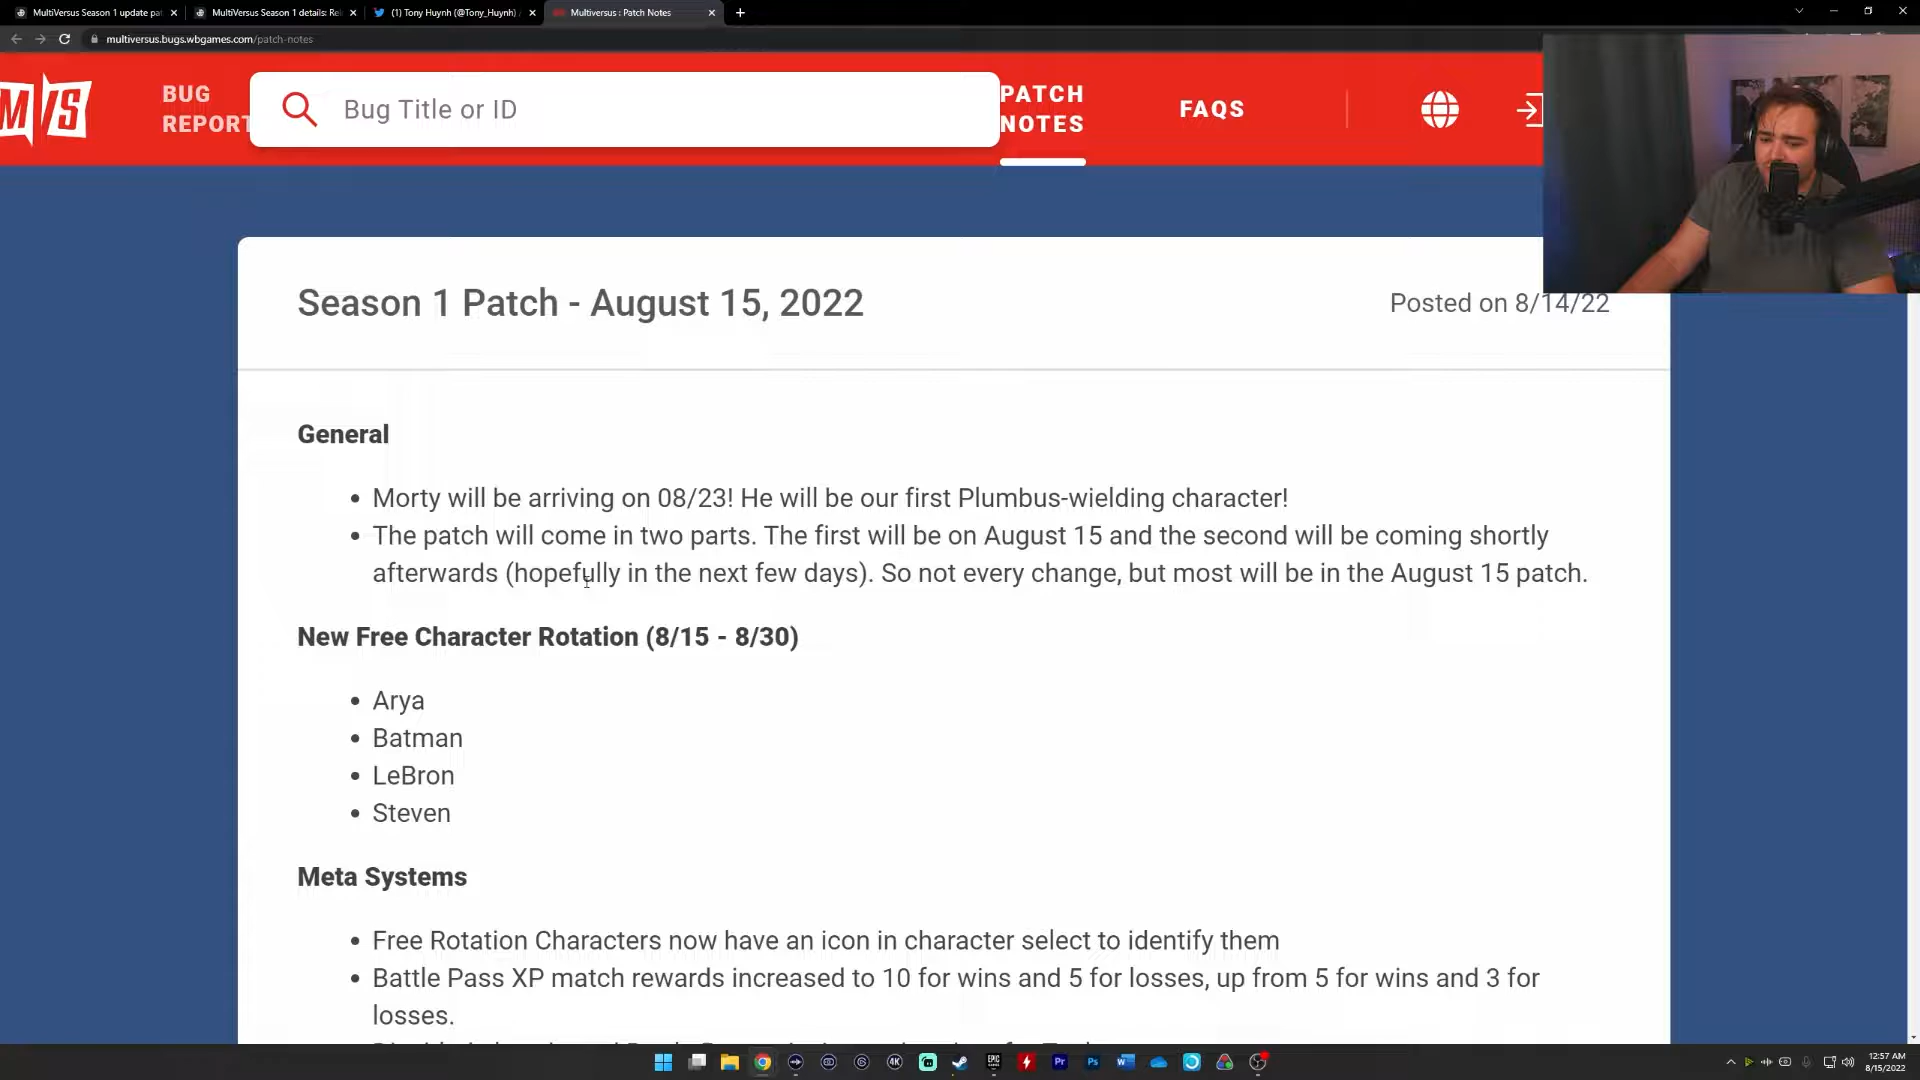 MultiVersus Season 1 update pat
MultiVersus Season 1 details: Rel
(1) Tony Huynh (@Tony_Huynh) /
Multiversus : Patch Notes
multiversus.bugs.wbgames.com/patch-notes
M/S
BUG
REPORT
Bug Title or ID
PATCH
NOTES
FAQS
Season 1 Patch - August 15, 2022
Posted on 8/14/22
General
• Morty will be arriving on 08/23! He will be our first Plumbus-wielding character!
• The patch will come in two parts. The first will be on August 15 and the second will be coming shortly
afterwards (hopefully in the next few days). So not every change, but most will be in the August 15 patch.
New Free Character Rotation (8/15 - 8/30)
• Arya
• Batman
• LeBron
• Steven
Meta Systems
• Free Rotation Characters now have an icon in character select to identify them
• Battle Pass XP match rewards increased to 10 for wins and 5 for losses, up from 5 for wins and 3 for
losses.
4K
EPIC
Pr
Ps
W
12:57 AM
8/15/2022